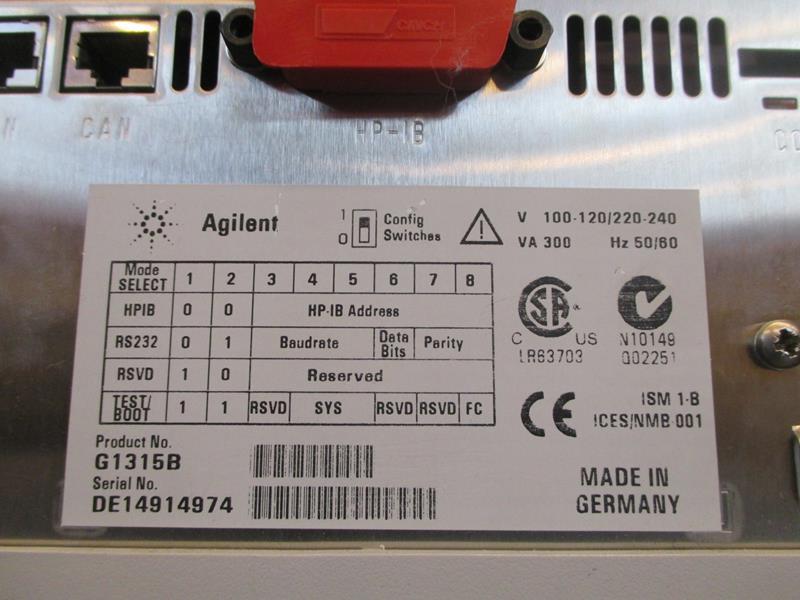 CAN
HP-IB
Agilent
1
0
Config
Switches
V 100-120/220-240
VA 300 Hz 50/60
Mode
SELECT 1 2 3 4 5 6 7 8
HPIB 0 0 HP-IB Address
RS232 0 1 Baudrate Data Bits Parity
RSVD 1 0 Reserved
TEST/
BOOT 1 1 RSVD SYS RSVD RSVD FC
SA
C US
LR63703
N10149
Q02251
CE
ISM 1-B
ICES/NMB-001
Product No.
G1315B
Serial No.
DE14914974
MADE IN
GERMANY